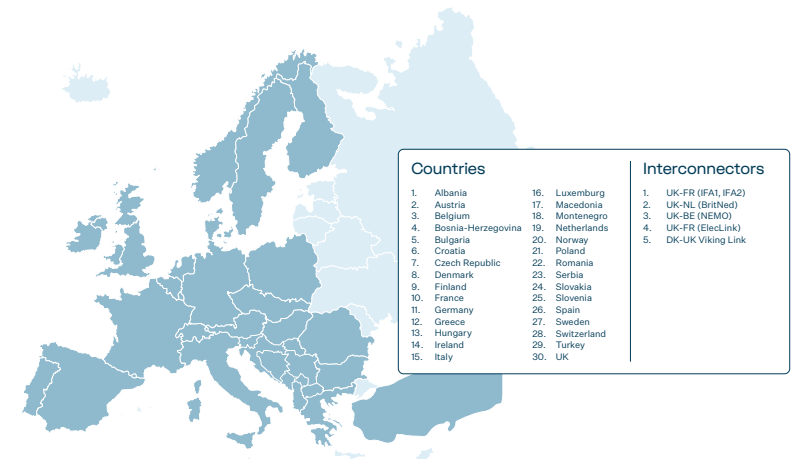 Countries
1. Albania
2. Austria
3. Belgium
4. Bosnia-Herzegovina
5. Bulgaria
6. Croatia
7. Czech Republic
8. Denmark
9. Finland
10. France
11. Germany
12. Greece
13. Hungary
14. Ireland
15. Italy
16. Luxemburg
17. Macedonia
18. Montenegro
19. Netherlands
20. Norway
21. Poland
22. Romania
23. Serbia
24. Slovakia
25. Slovenia
26. Spain
27. Sweden
28. Switzerland
29. Turkey
30. UK
Interconnectors
1. UK-FR (IFA1, IFA2)
2. UK-NL (BritNed)
3. UK-BE (NEMO)
4. UK-FR (ElecLink)
5. DK-UK Viking Link